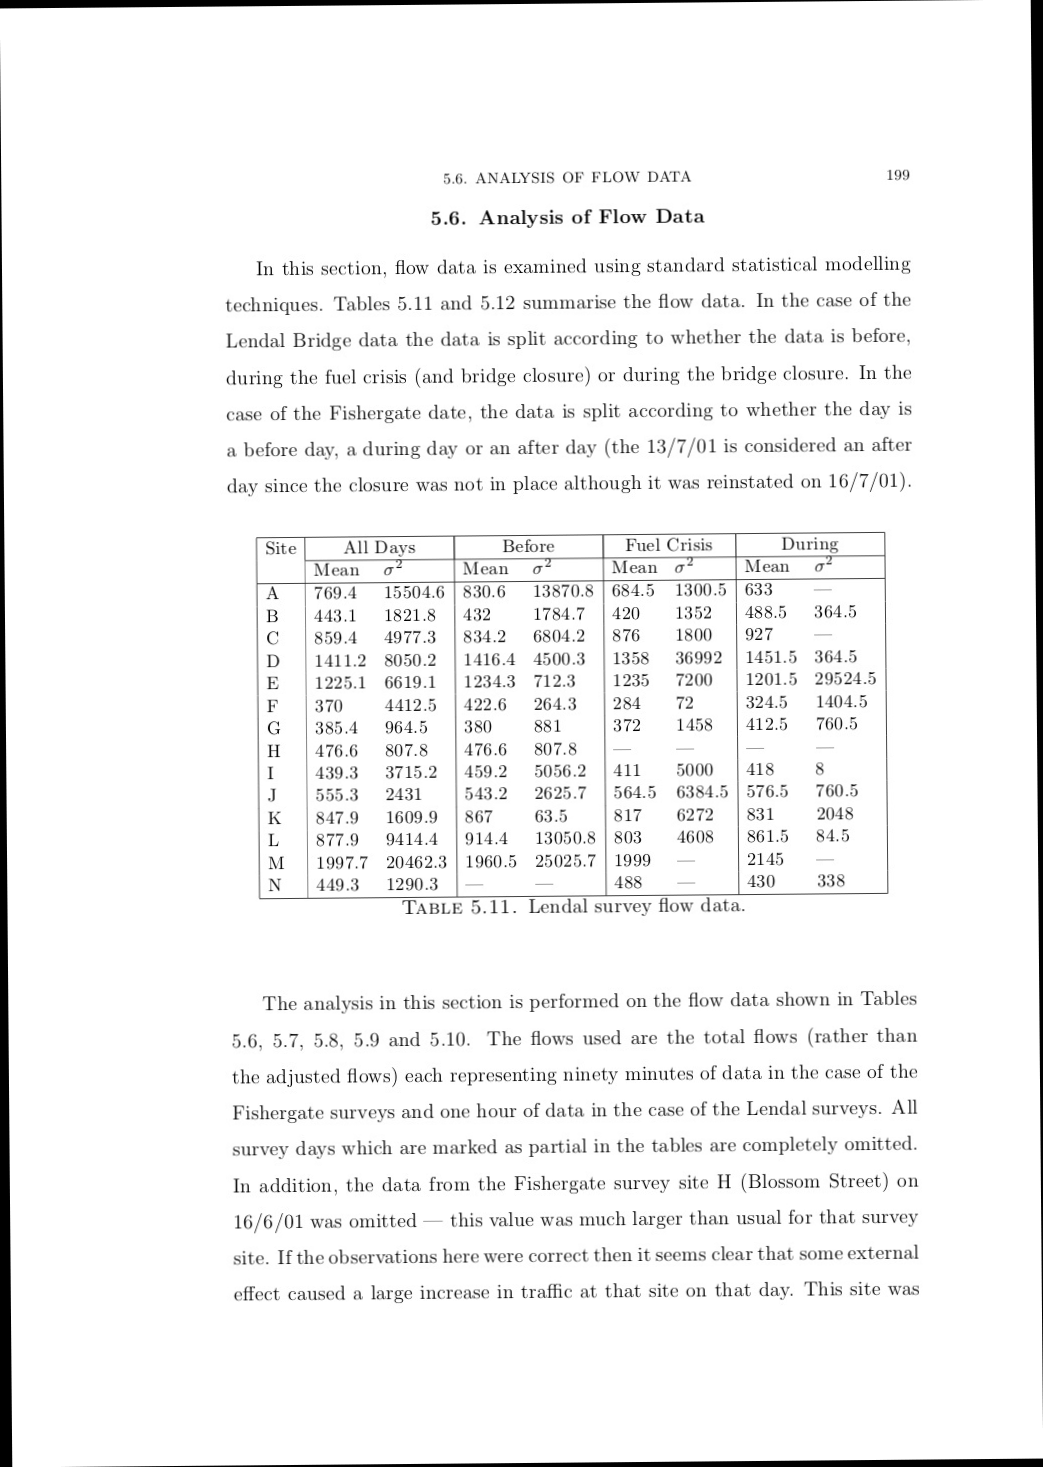 5.6. ANALYSIS OF FLOW DATA 199
5.6. Analysis of Flow Data
In this section, flow data is examined using standard statistical modelling
techniques. Tables 5.11 and 5.12 summarise the flow data. In the case of the
Lendal Bridge data the data is split according to whether the data is before,
during the fuel crisis (and bridge closure) or during the bridge closure. In the
case of the Fishergate date, the data is split according to whether the day is
a before day, a during day or an after day (the 13/7/01 is considered an after
day since the closure was not in place although it was reinstated on 16/7/01).
Site All Days Before Fuel Crisis During
Mean σ² Mean σ² Mean σ² Mean σ²
A 769.4 15504.6 830.6 13870.8 684.5 1300.5 633 —
B 443.1 1821.8 432 1784.7 420 1352 488.5 364.5
C 859.4 4977.3 834.2 6804.2 876 1800 927 —
D 1411.2 8050.2 1416.4 4500.3 1358 36992 1451.5 364.5
E 1225.1 6619.1 1234.3 712.3 1235 7200 1201.5 29524.5
F 370 4412.5 422.6 264.3 284 72 324.5 1404.5
G 385.4 964.5 380 881 372 1458 412.5 760.5
H 476.6 807.8 476.6 807.8 — — — —
I 439.3 3715.2 459.2 5056.2 411 5000 418 8
J 555.3 2431 543.2 2625.7 564.5 6384.5 576.5 760.5
K 847.9 1609.9 867 63.5 817 6272 831 2048
L 877.9 9414.4 914.4 13050.8 803 4608 861.5 84.5
M 1997.7 20462.3 1960.5 25025.7 1999 — 2145 —
N 449.3 1290.3 — — 488 — 430 338
TABLE 5.11. Lendal survey flow data.
The analysis in this section is performed on the flow data shown in Tables
5.6, 5.7, 5.8, 5.9 and 5.10. The flows used are the total flows (rather than
the adjusted flows) each representing ninety minutes of data in the case of the
Fishergate surveys and one hour of data in the case of the Lendal surveys. All
survey days which are marked as partial in the tables are completely omitted.
In addition, the data from the Fishergate survey site H (Blossom Street) on
16/6/01 was omitted — this value was much larger than usual for that survey
site. If the observations here were correct then it seems clear that some external
effect caused a large increase in traffic at that site on that day. This site was